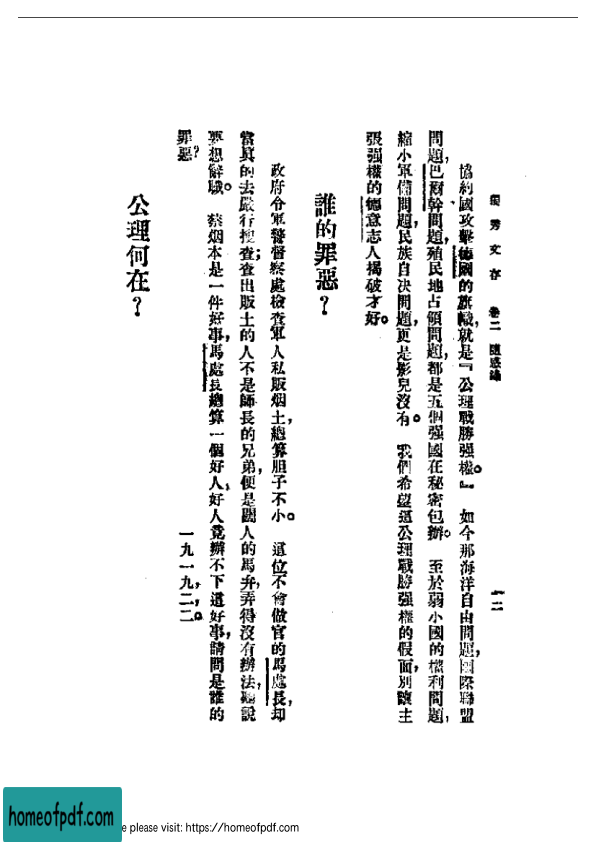 獨秀文存　卷二　隨感錄
一二
協約國攻擊德國的旗幟，就是『公理戰勝强權。』　如今那海洋自由問題，國際聯盟
問題，巴爾幹問題，殖民地占領問題，都是五個强國在秘密包辦。　至於弱小國的權利問題，
縮小軍備問題，民族自决問題，更是影兒沒有。　我們希望這公理戰勝强權的假面，別讓主
張强權的德意志人揭破才好。
誰的罪惡？
政府令軍警督察處檢查軍人私販烟土，總算胆子不小。　這位不會做官的馬處長，却
當眞的去嚴行搜查；查出販土的人不是師長的兄弟，便是闊人的馬弁，弄得沒有辦法，聽說
要想辭職。　禁烟本是一件好事，馬處長總算一個好人；好人竟辦不下這好事，請問是誰的
罪惡？
一九一九，二，二。
公理何在？
homeofpdf.com
e please visit: https://homeofpdf.com